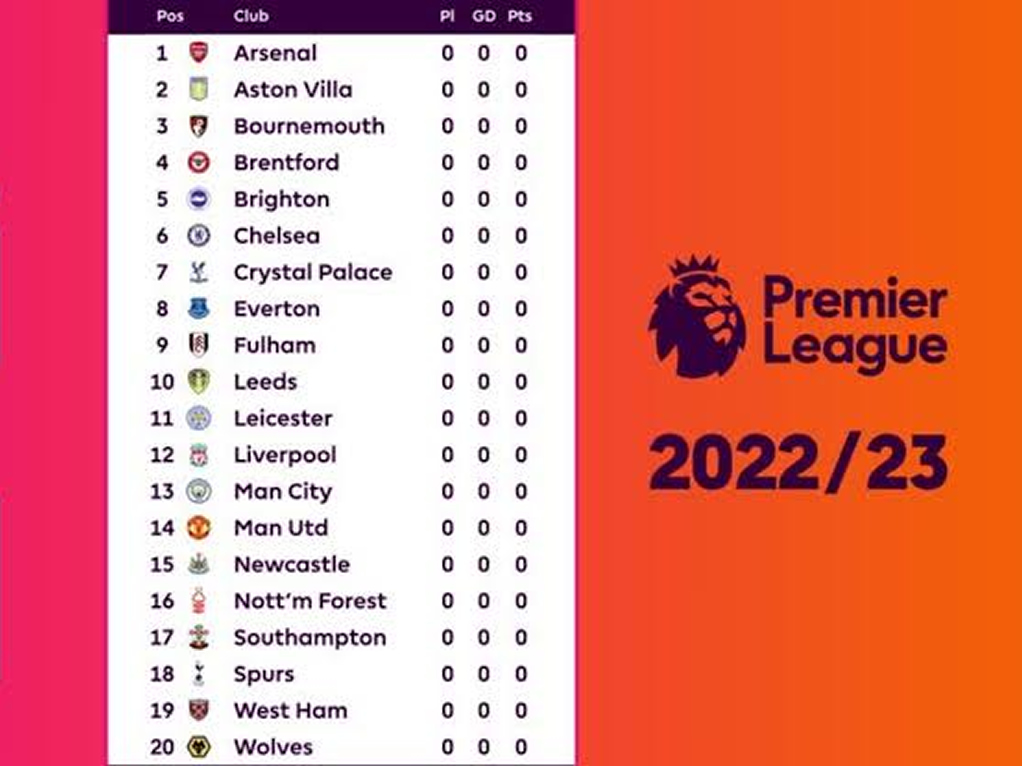 Pos Club Pl GD Pts
1 Arsenal 0 0 0
2 Aston Villa 0 0 0
3 Bournemouth 0 0 0
4 Brentford 0 0 0
5 Brighton 0 0 0
6 Chelsea 0 0 0
7 Crystal Palace 0 0 0
8 Everton 0 0 0
9 Fulham 0 0 0
10 Leeds 0 0 0
11 Leicester 0 0 0
12 Liverpool 0 0 0
13 Man City 0 0 0
14 Man Utd 0 0 0
15 Newcastle 0 0 0
16 Nott'm Forest 0 0 0
17 Southampton 0 0 0
18 Spurs 0 0 0
19 West Ham 0 0 0
20 Wolves 0 0 0
Premier
League
2022/23